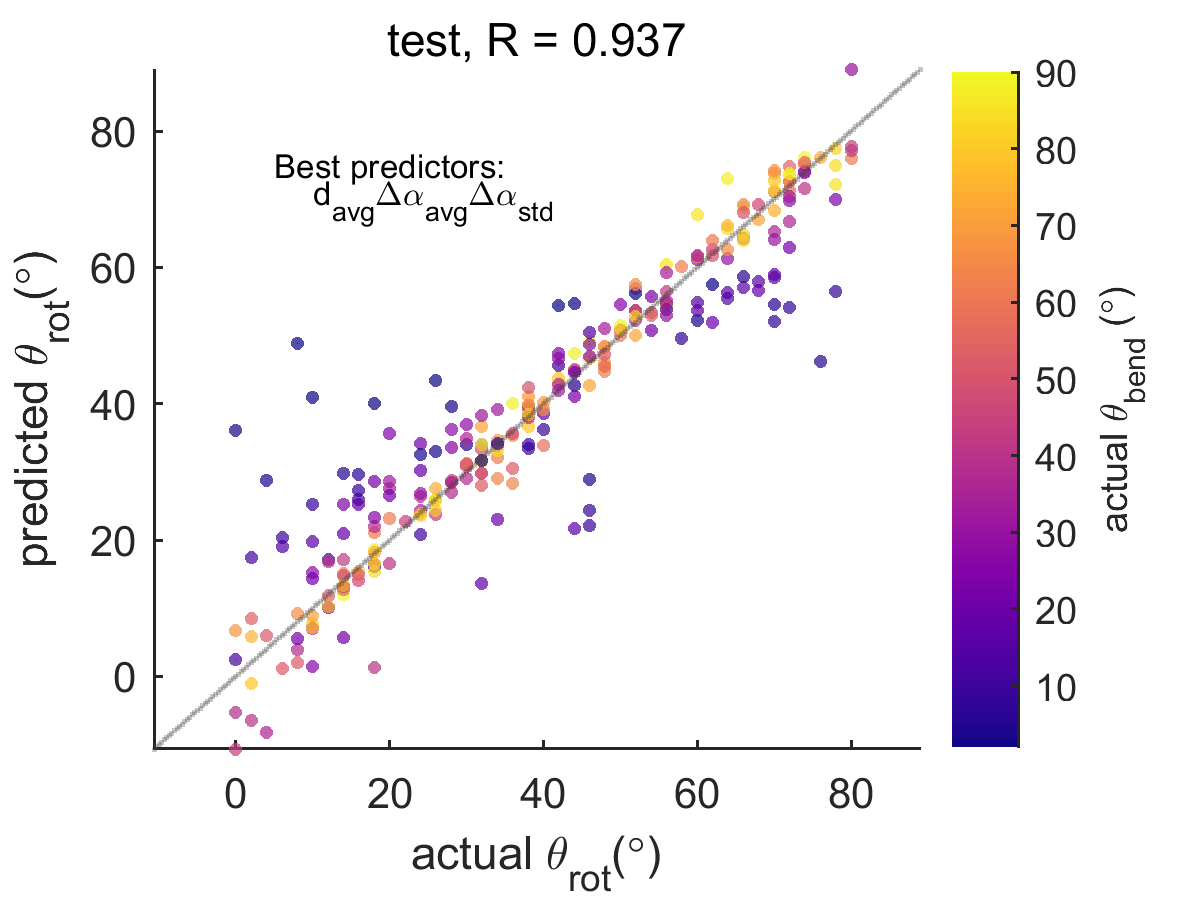 test, R = 0.937
Best predictors:
d_avg Δα_avg Δα_std
predicted θ_rot(°)
80
60
40
20
0
0 20 40 60 80
actual θ_rot(°)
90
80
70
60
50
40
30
20
10
actual θ_bend (°)